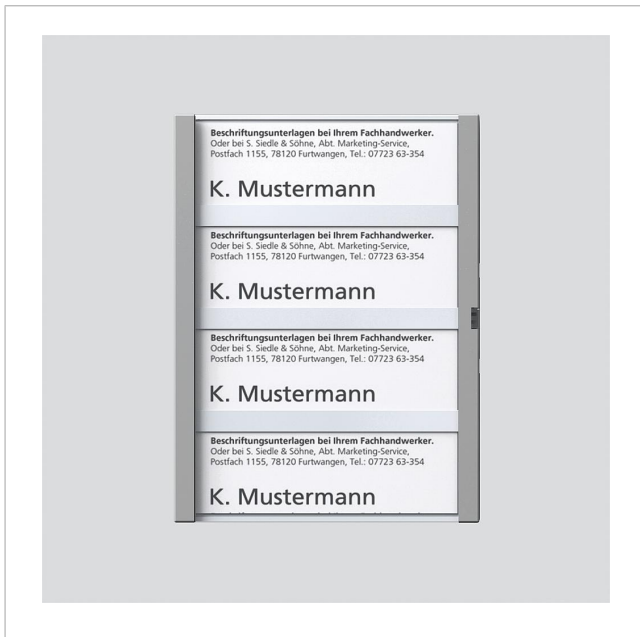 Beschriftungsunterlagen bei Ihrem Fachhandwerker.
Oder bei S. Siedle & Söhne, Abt. Marketing-Service,
Postfach 1155, 78120 Furtwangen, Tel.: 07723 63-354
K. Mustermann
Beschriftungsunterlagen bei Ihrem Fachhandwerker.
Oder bei S. Siedle & Söhne, Abt. Marketing-Service,
Postfach 1155, 78120 Furtwangen, Tel.: 07723 63-354
K. Mustermann
Beschriftungsunterlagen bei Ihrem Fachhandwerker.
Oder bei S. Siedle & Söhne, Abt. Marketing-Service,
Postfach 1155, 78120 Furtwangen, Tel.: 07723 63-354
K. Mustermann
Beschriftungsunterlagen bei Ihrem Fachhandwerker.
Oder bei S. Siedle & Söhne, Abt. Marketing-Service,
Postfach 1155, 78120 Furtwangen, Tel.: 07723 63-354
K. Mustermann